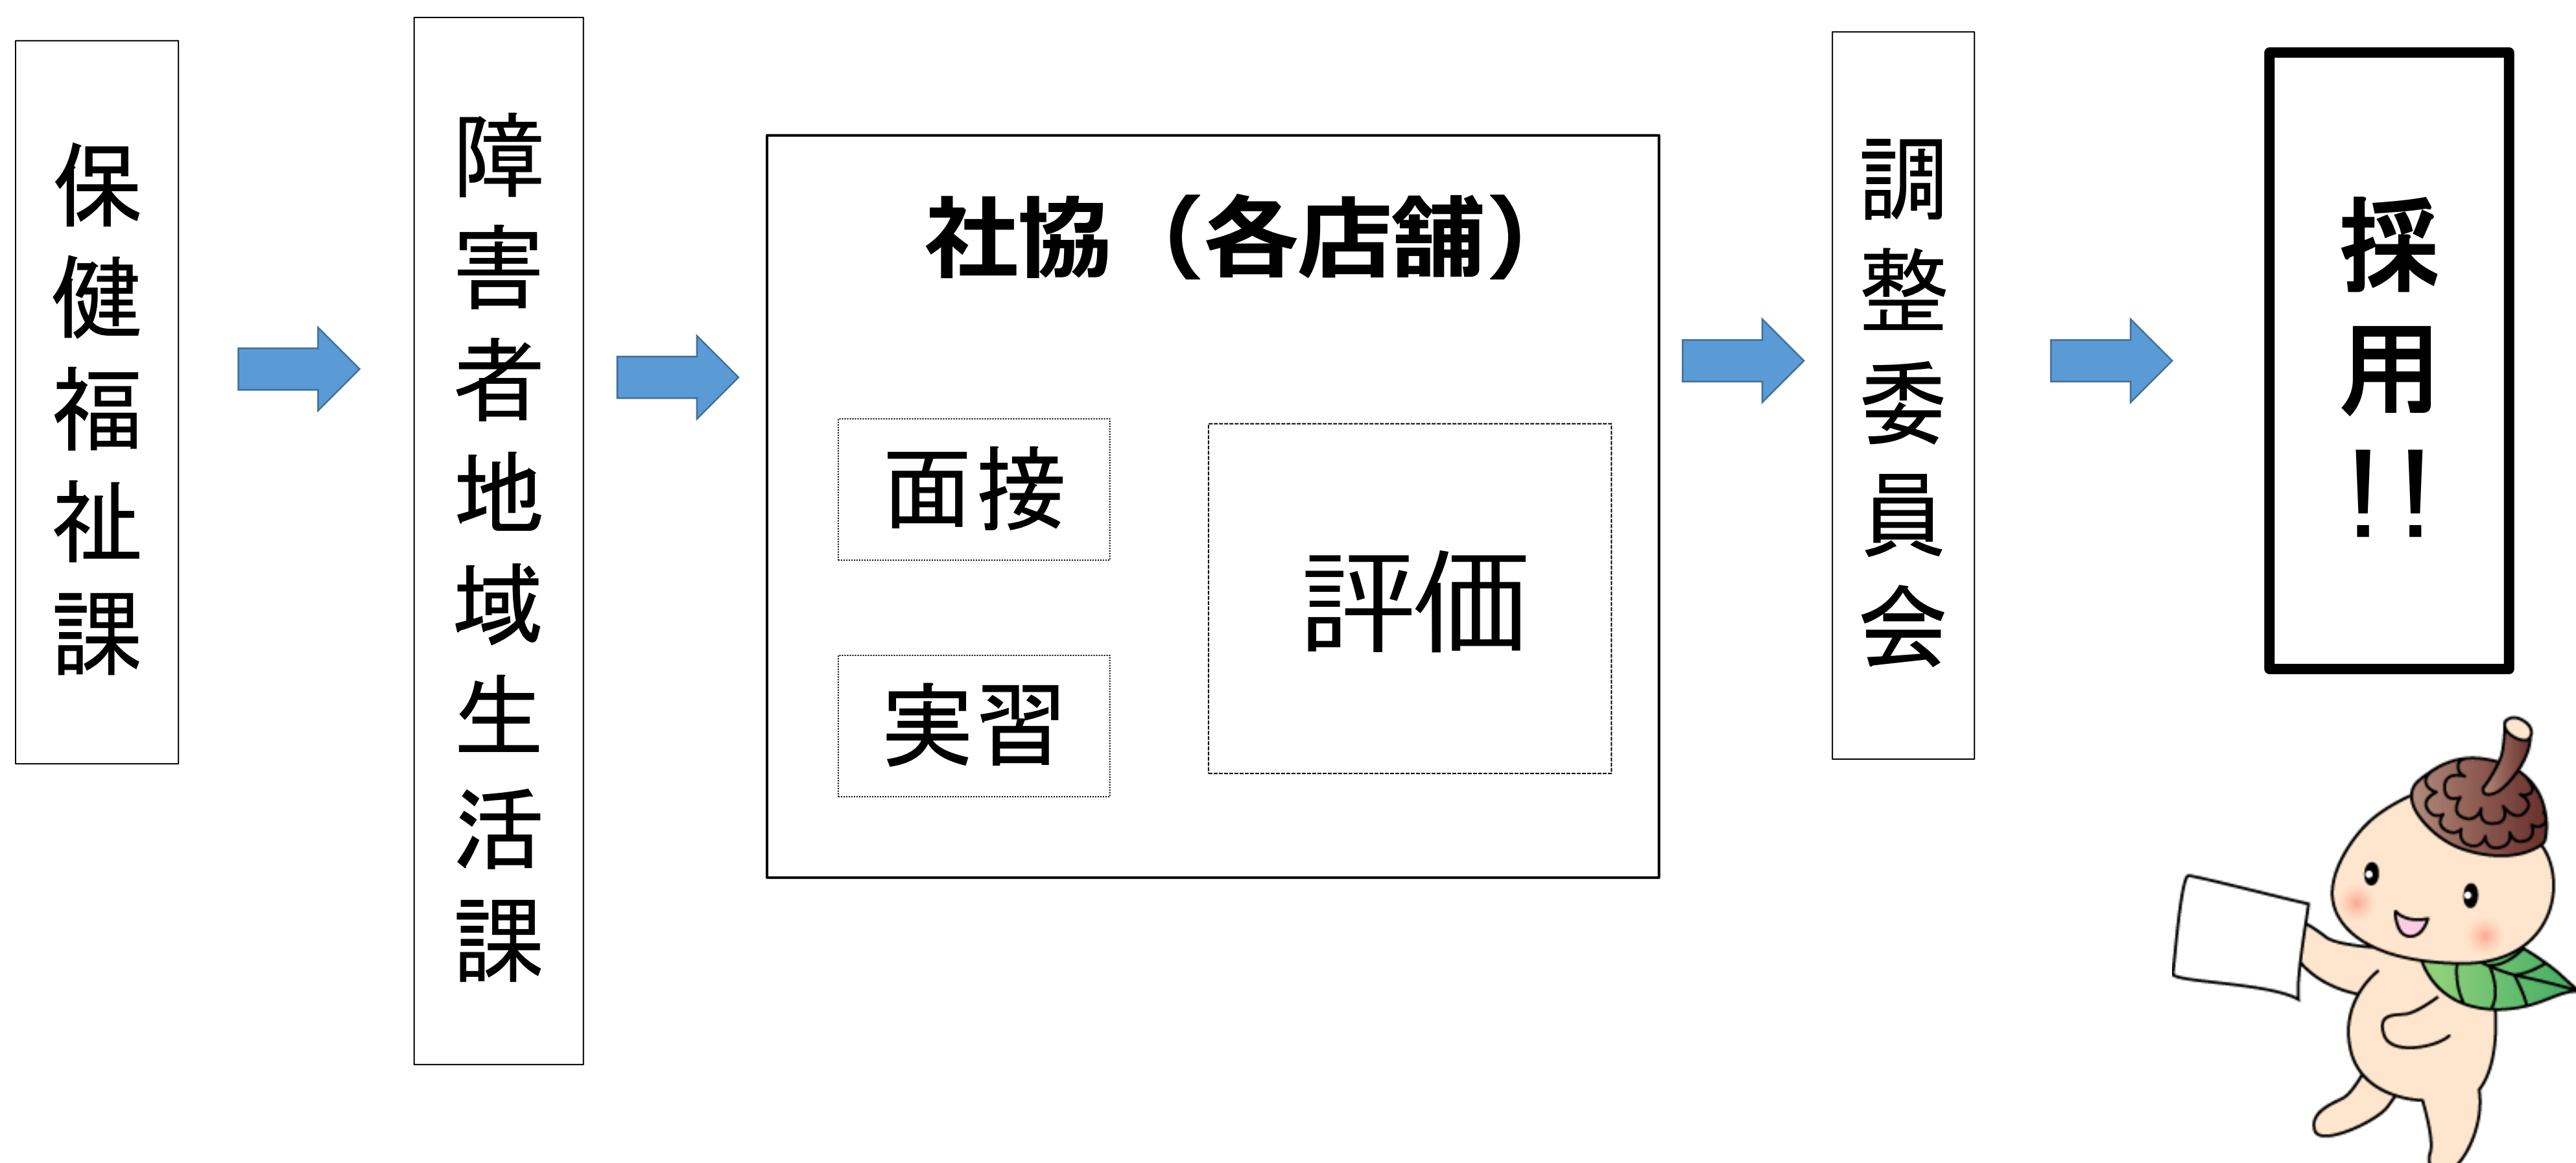 保健福祉課
障害者地域生活課
社協（各店舗）
面接
実習
評価
調整委員会
採用!!